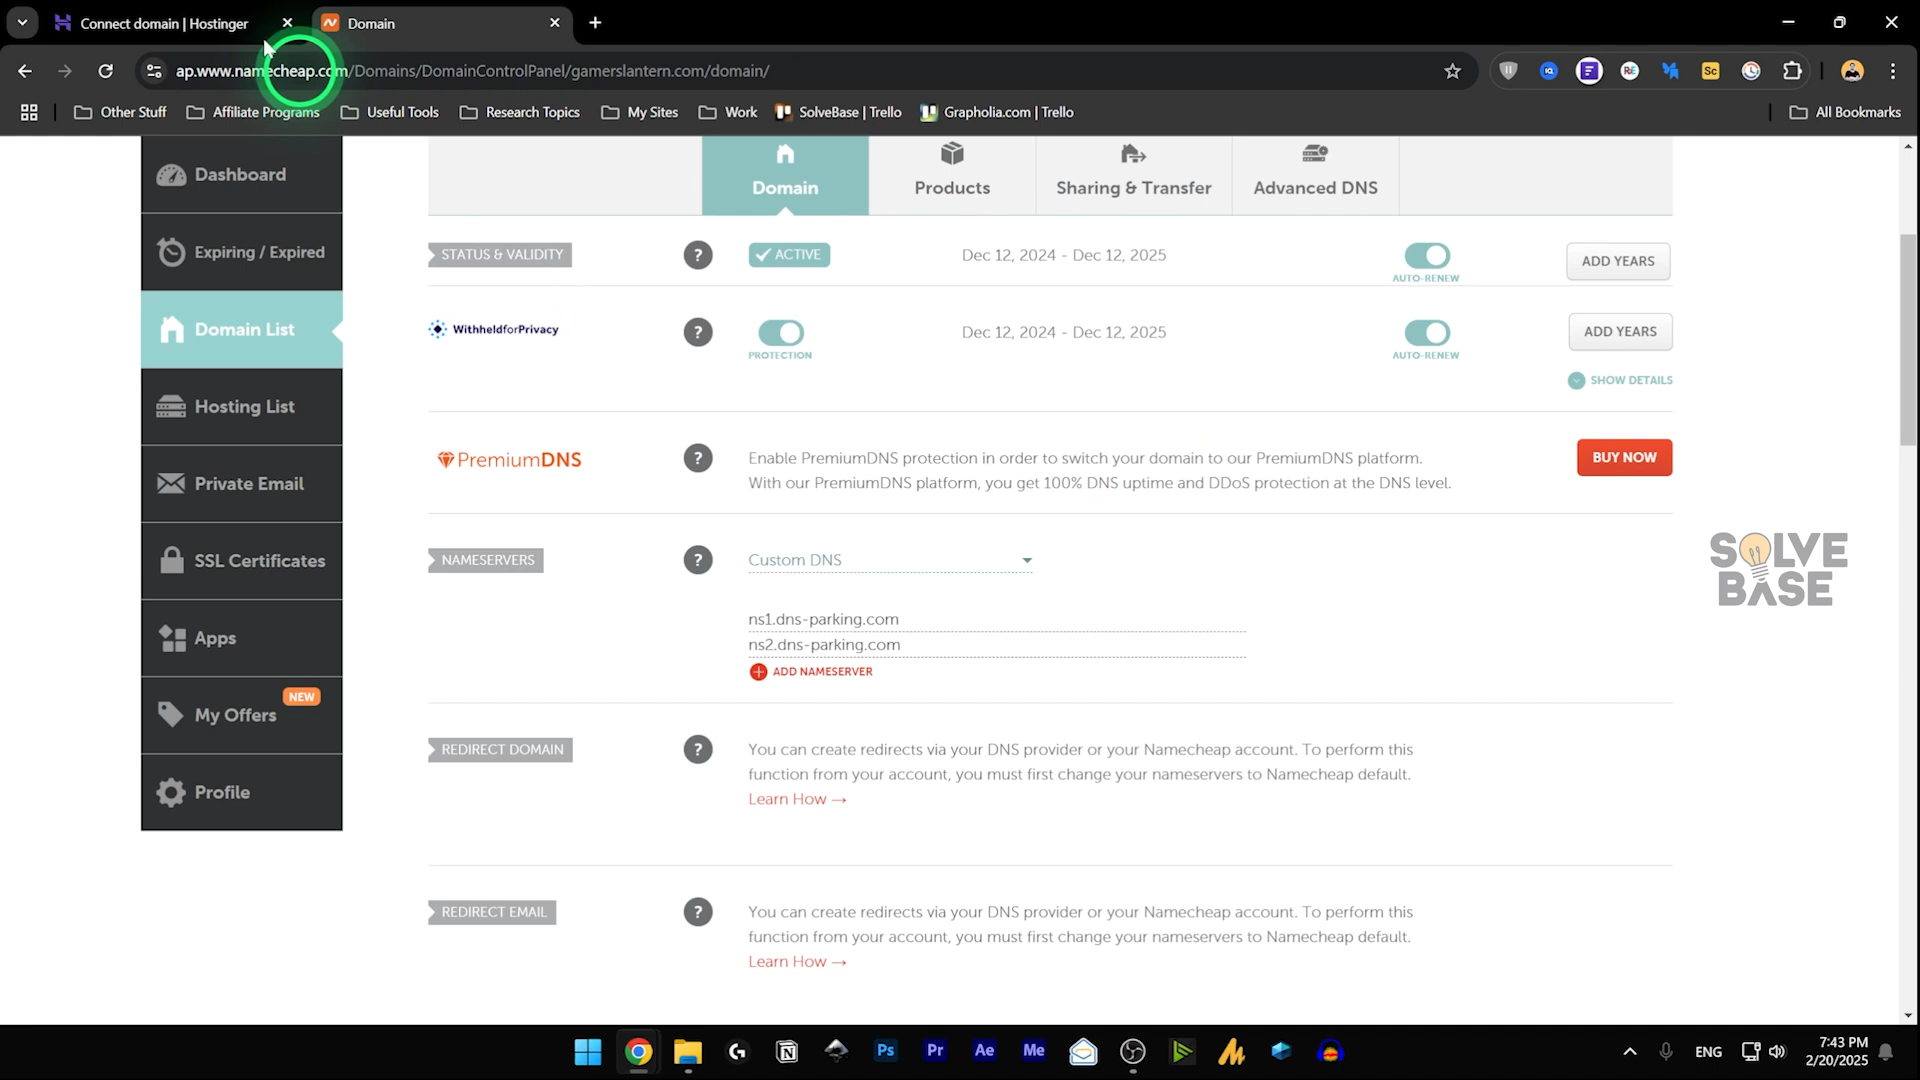 Connect domain | Hostinger
Domain
ap.www.namecheap.com/Domains/DomainControlPanel/gamerslantern.com/domain/
Other Stuff
Affiliate Programs
Useful Tools
Research Topics
My Sites
Work
SolveBase | Trello
Grapholia.com | Trello
All Bookmarks
Dashboard
Expiring / Expired
Domain List
Hosting List
Private Email
SSL Certificates
Apps
NEW
My Offers
Profile
Domain
Products
Sharing & Transfer
Advanced DNS
STATUS & VALIDITY
?
ACTIVE
Dec 12, 2024 - Dec 12, 2025
AUTO-RENEW
ADD YEARS
WithheldforPrivacy
?
PROTECTION
Dec 12, 2024 - Dec 12, 2025
AUTO-RENEW
ADD YEARS
SHOW DETAILS
PremiumDNS
?
Enable PremiumDNS protection in order to switch your domain to our PremiumDNS platform.
With our PremiumDNS platform, you get 100% DNS uptime and DDoS protection at the DNS level.
BUY NOW
NAMESERVERS
?
Custom DNS
ns1.dns-parking.com
ns2.dns-parking.com
ADD NAMESERVER
REDIRECT DOMAIN
?
You can create redirects via your DNS provider or your Namecheap account. To perform this
function from your account, you must first change your nameservers to Namecheap default.
Learn How →
REDIRECT EMAIL
?
You can create redirects via your DNS provider or your Namecheap account. To perform this
function from your account, you must first change your nameservers to Namecheap default.
Learn How →
SOLVE
BASE
Sc
Ps
Pr
Ae
Me
ENG
7:43 PM
2/20/2025